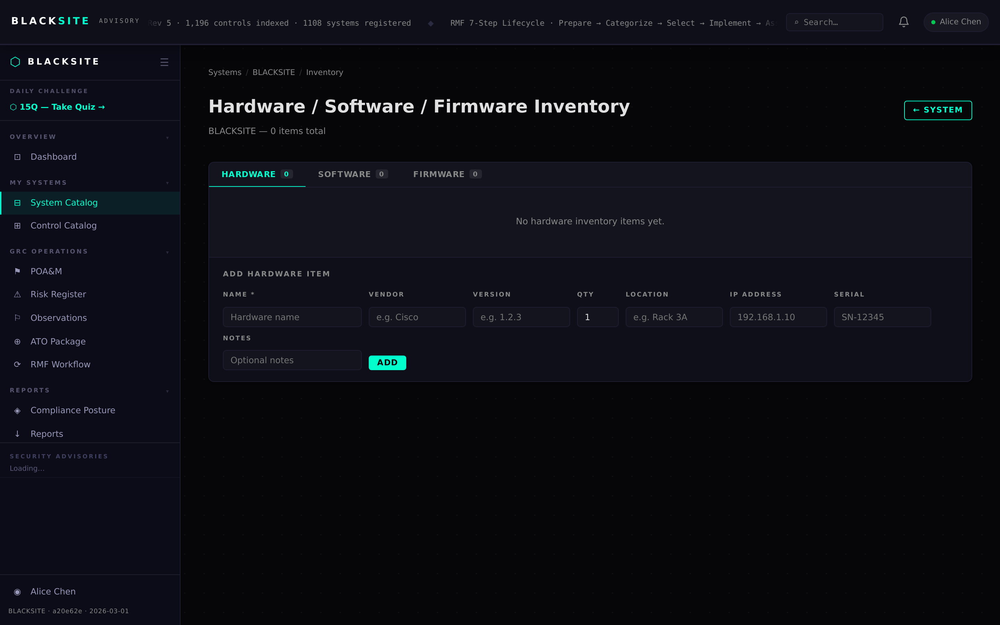 BLACKSITE ADVISORY
Rev 5 · 1,196 controls indexed · 1108 systems registered ◆ RMF 7-Step Lifecycle · Prepare → Categorize → Select → Implement →
Search…
Alice Chen
BLACKSITE
DAILY CHALLENGE
15Q — Take Quiz →
OVERVIEW
Dashboard
MY SYSTEMS
System Catalog
Control Catalog
GRC OPERATIONS
POA&M
Risk Register
Observations
ATO Package
RMF Workflow
REPORTS
Compliance Posture
Reports
SECURITY ADVISORIES
Loading…
Alice Chen
BLACKSITE · a20e62e · 2026-03-01
Systems / BLACKSITE / Inventory
Hardware / Software / Firmware Inventory
← SYSTEM
BLACKSITE — 0 items total
HARDWARE 0 SOFTWARE 0 FIRMWARE 0
No hardware inventory items yet.
ADD HARDWARE ITEM
NAME * VENDOR VERSION QTY LOCATION IP ADDRESS SERIAL
Hardware name e.g. Cisco e.g. 1.2.3 1 e.g. Rack 3A 192.168.1.10 SN-12345
NOTES
Optional notes ADD